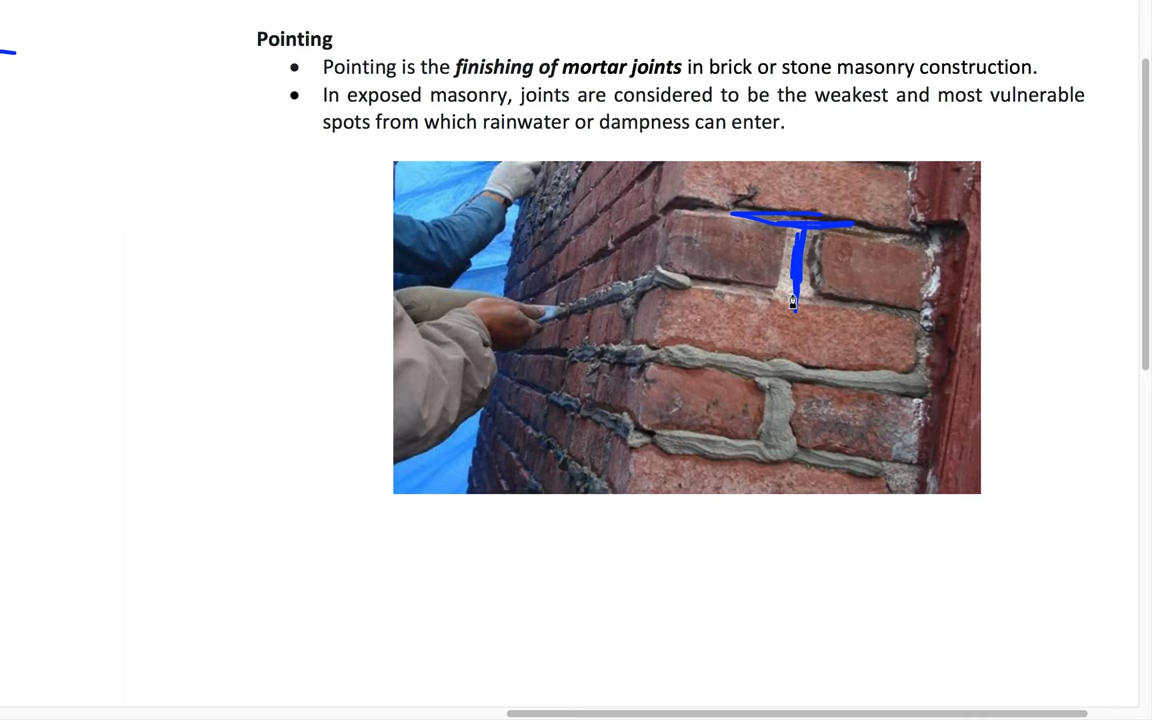 Pointing
• Pointing is the finishing of mortar joints in brick or stone masonry construction.
• In exposed masonry, joints are considered to be the weakest and most vulnerable
spots from which rainwater or dampness can enter.